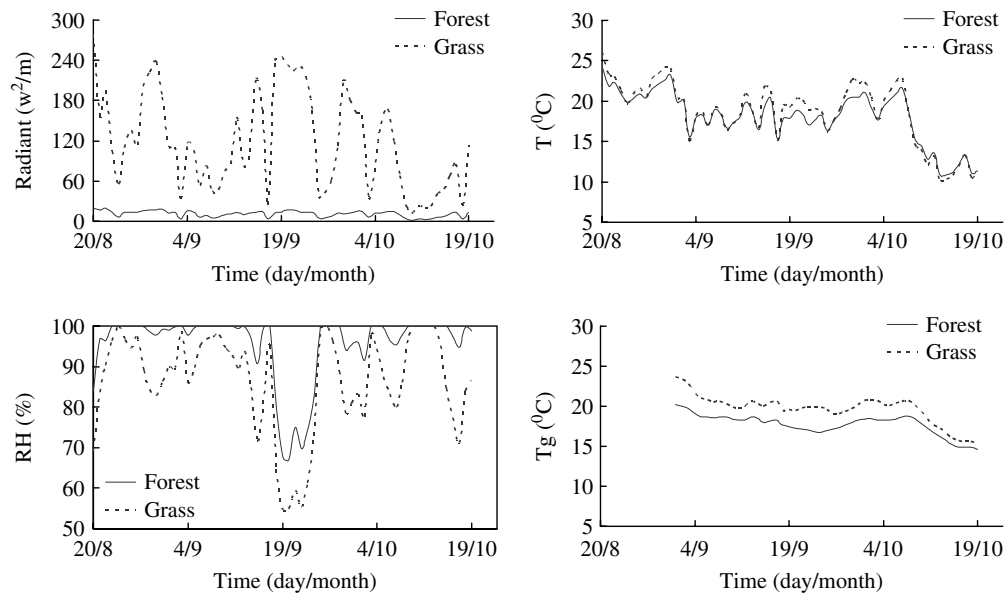 Radiant (w²/m)
300
240
180
120
60
0
Forest
Grass
20/8 4/9 19/9 4/10 19/10
Time (day/month)
T (⁰C)
30
25
20
15
10
5
Forest
Grass
20/8 4/9 19/9 4/10 19/10
Time (day/month)
RH (%)
100
90
80
70
60
50
Forest
Grass
20/8 4/9 19/9 4/10 19/10
Time (day/month)
Tg (⁰C)
30
25
20
15
10
5
Forest
Grass
20/8 4/9 19/9 4/10 19/10
Time (day/month)